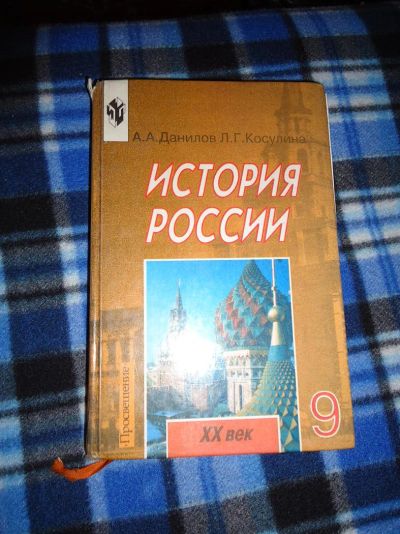 А.А.Данилов Л.Г.Косулина
ИСТОРИЯ
РОССИИ
•Просвещение•
XX век
9